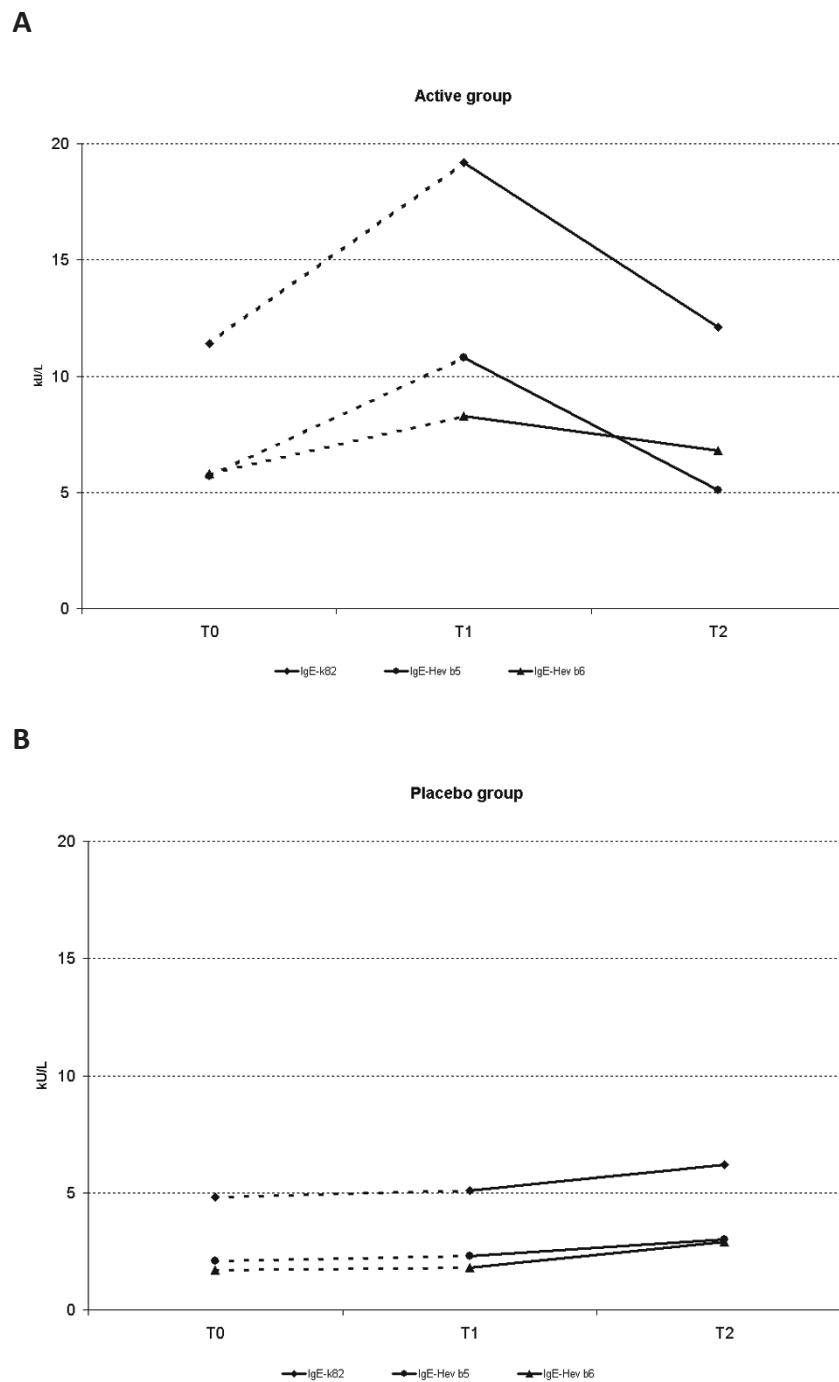 A
Active group
20
15
10
5
0
kU/L
T0 T1 T2
IgE-k82 IgE-Hev b5 IgE-Hev b6
B
Placebo group
20
15
10
5
0
kU/L
T0 T1 T2
IgE-k82 IgE-Hev b5 IgE-Hev b6